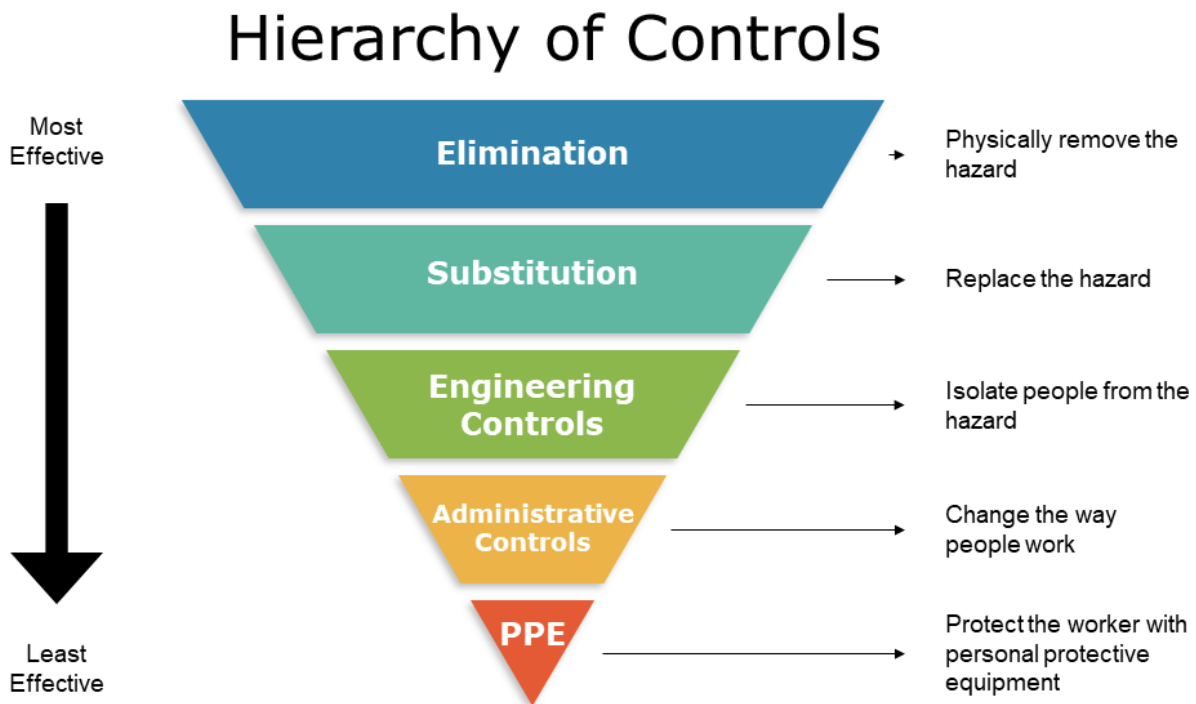 Hierarchy of Controls
Most
Effective
Elimination
Physically remove the
hazard
Substitution
Replace the hazard
Engineering
Controls
Isolate people from the
hazard
Administrative
Controls
Change the way
people work
PPE
Protect the worker with
personal protective
equipment
Least
Effective